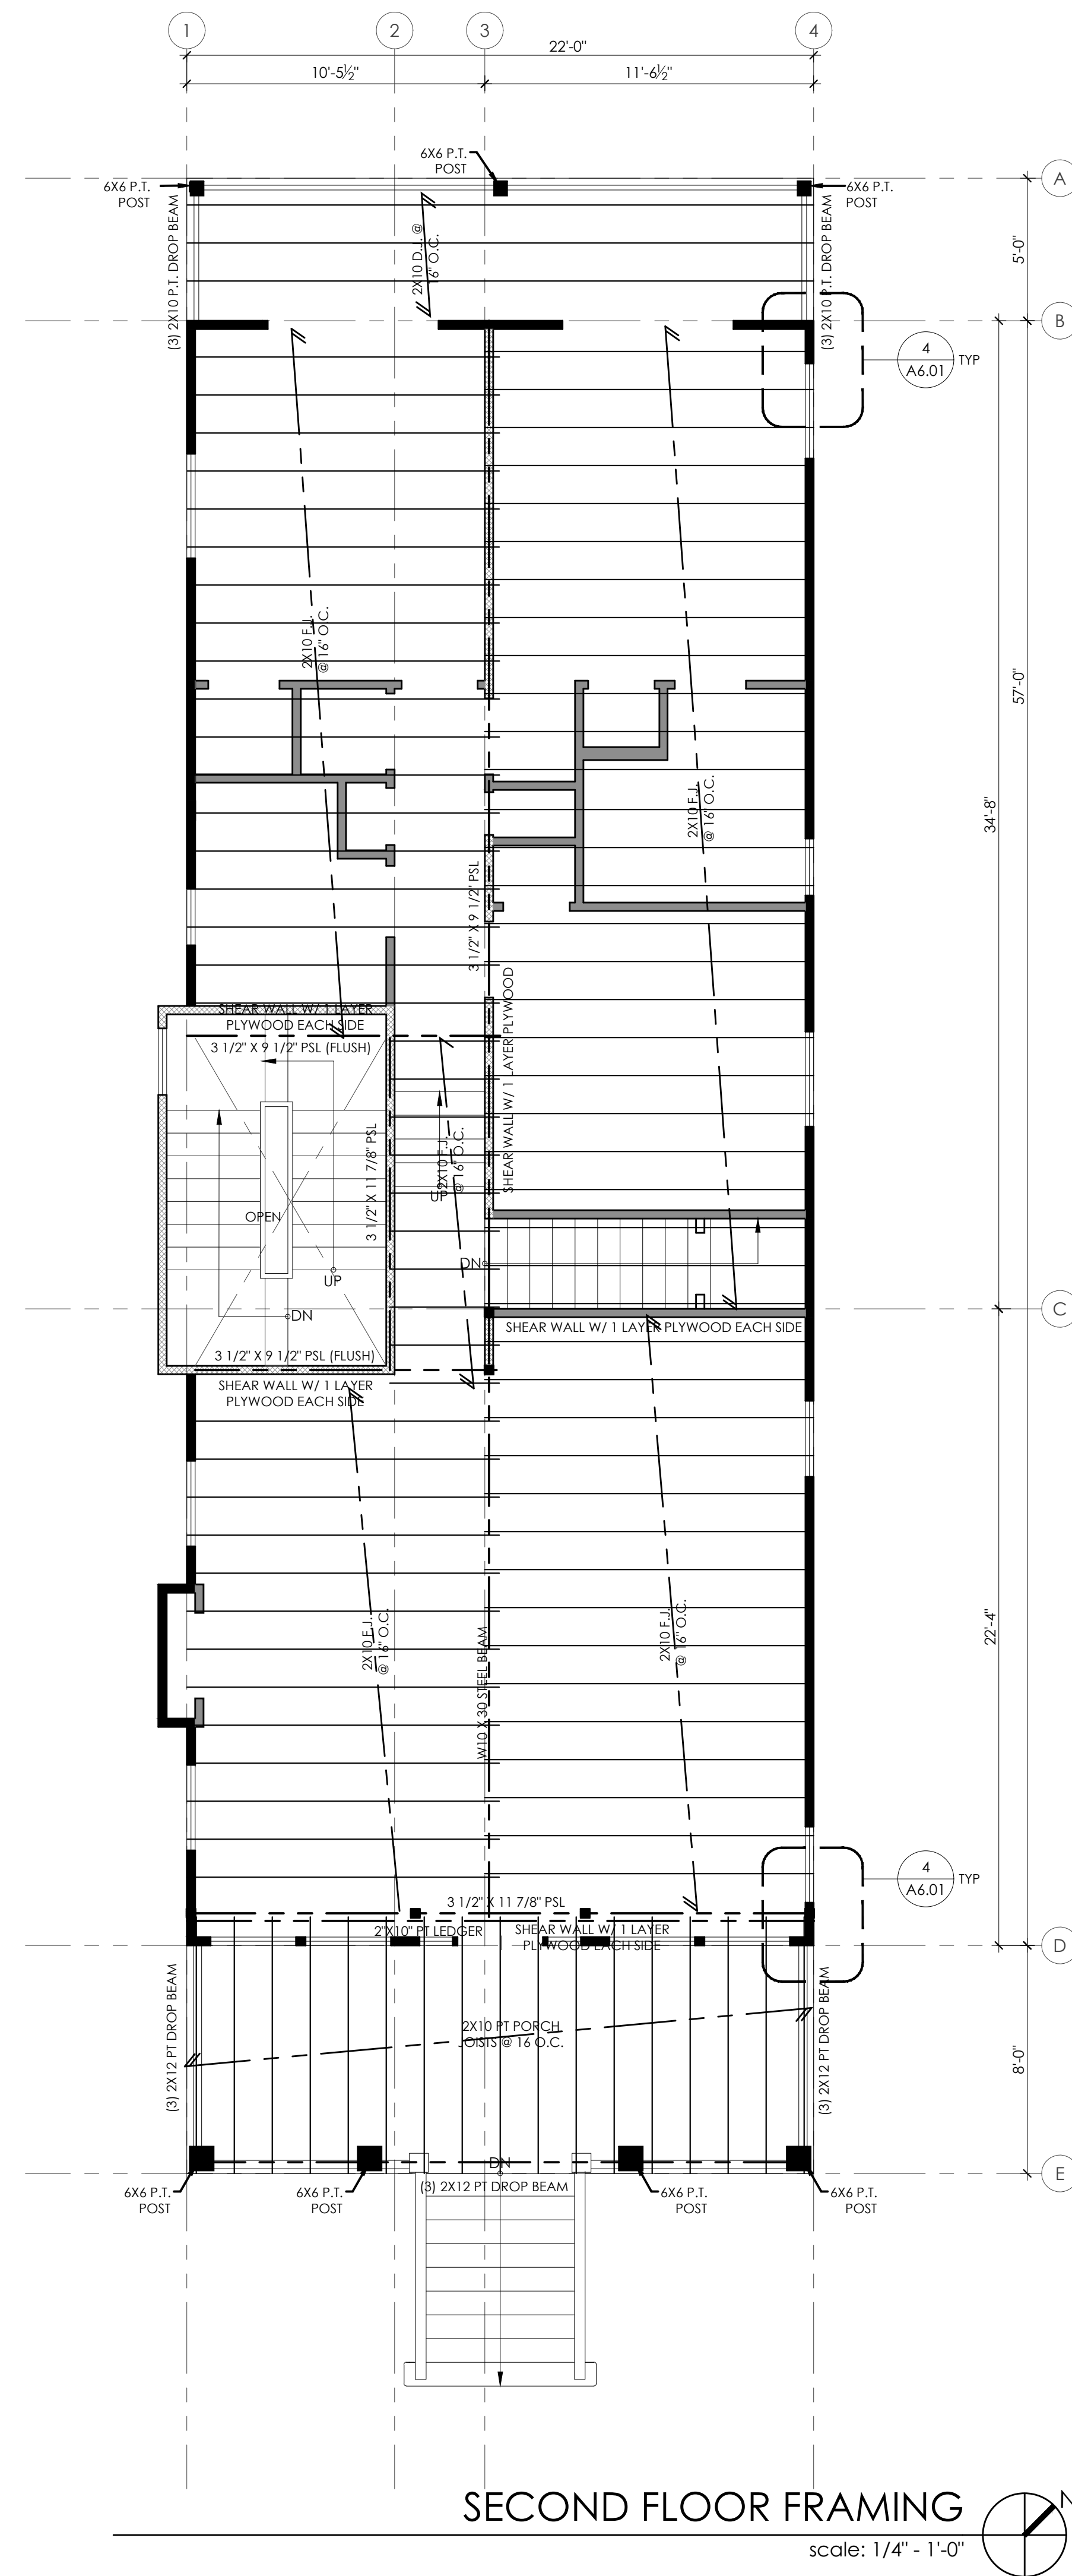 1
2
3
4
22'-0"
10'-5½"
11'-6½"
6X6 P.T.
POST
6X6 P.T.
POST
6X6 P.T.
POST
A
(3) 2X10 P.T. DROP BEAM
2X10 D.J. @
16" O.C.
(3) 2X10 P.T. DROP BEAM
5'-0"
B
4
A6.01
TYP
2X10 F.J.
@ 16" O.C.
57'-0"
2X10 F.J.
@ 16" O.C.
34'-8"
3 1/2" X 9 1/2" PSL
SHEAR WALL W/ 1 LAYER PLYWOOD
SHEAR WALL W/ 1 LAYER
PLYWOOD EACH SIDE
3 1/2" X 9 1/2" PSL (FLUSH)
3 1/2" X 11 7/8" PSL
2X10 F.J.
@ 16" O.C.
UP
OPEN
UP
DN
DN
C
SHEAR WALL W/ 1 LAYER PLYWOOD EACH SIDE
3 1/2" X 9 1/2" PSL (FLUSH)
SHEAR WALL W/ 1 LAYER
PLYWOOD EACH SIDE
2X10 F.J.
@ 16" O.C.
W10 X 30 STEEL BEAM
2X10 F.J.
@ 16" O.C.
22'-4"
4
A6.01
TYP
3 1/2" X 11 7/8" PSL
2"X10" PT LEDGER
SHEAR WALL W/ 1 LAYER
PLYWOOD EACH SIDE
D
(3) 2X12 PT DROP BEAM
2X10 PT PORCH
JOISTS @ 16 O.C.
(3) 2X12 PT DROP BEAM
8'-0"
DN
E
(3) 2X12 PT DROP BEAM
6X6 P.T.
POST
6X6 P.T.
POST
6X6 P.T.
POST
6X6 P.T.
POST
SECOND FLOOR FRAMING
N
scale: 1/4" - 1'-0"